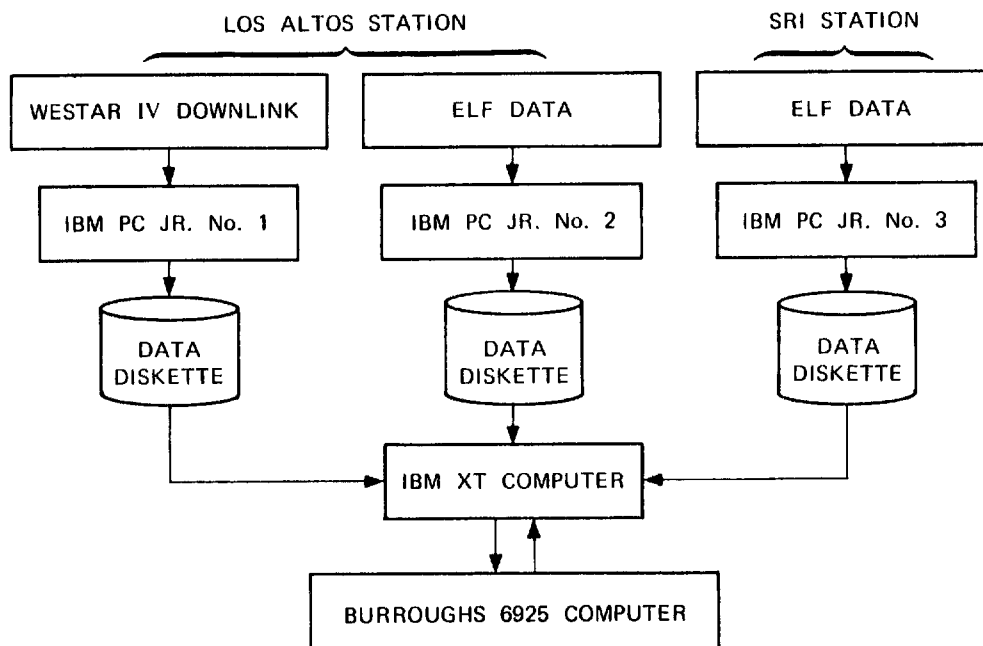 LOS ALTOS STATION
SRI STATION
WESTAR IV DOWNLINK
ELF DATA
ELF DATA
IBM PC JR. No. 1
IBM PC JR. No. 2
IBM PC JR. No. 3
DATA
DISKETTE
DATA
DISKETTE
DATA
DISKETTE
IBM XT COMPUTER
BURROUGHS 6925 COMPUTER